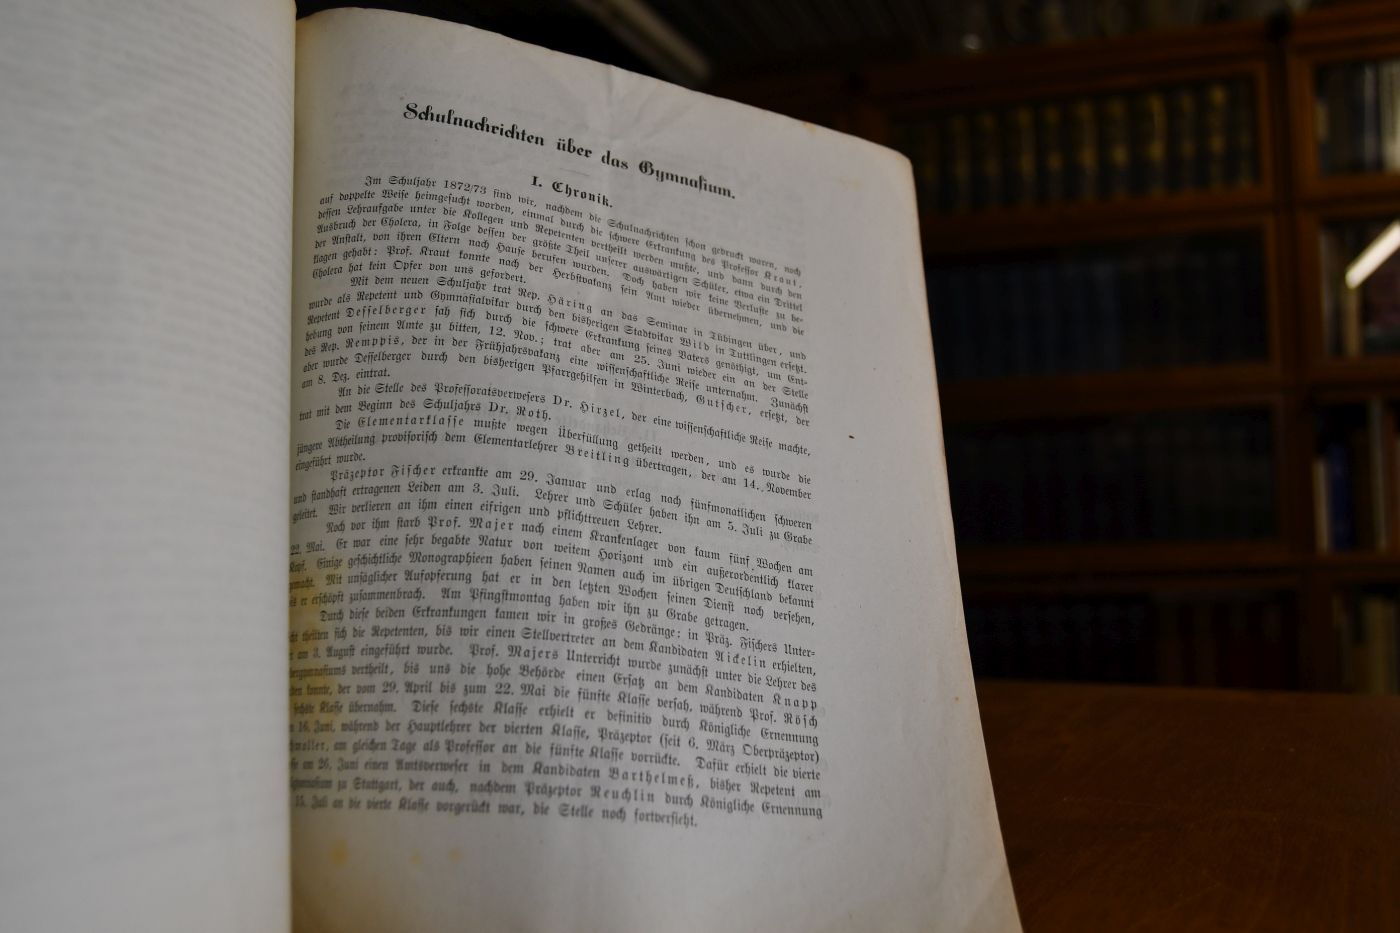 Schulnachrichten über das Gymnasium.
I. Chronik.
Im Schuljahr 1872/73 sind wir, nachdem die Schulnachrichten schon gedruckt waren, noch
auf doppelte Weise heimgesucht worden, einmal durch die schwere Erkrankung des Professor Kraut,
dessen Lehraufgabe unter die Kollegen und Repetenten vertheilt werden mußte, und dann durch den
Ausbruch der Cholera, in Folge dessen der größte Theil unserer auswärtigen Schüler, etwa ein Drittel
der Anstalt, von ihren Eltern nach Hause berufen wurden. Doch haben wir keine Verluste zu be-
klagen gehabt: Prof. Kraut konnte nach der Herbstvakanz sein Amt wieder übernehmen, und die
Cholera hat kein Opfer von uns gefordert.
Mit dem neuen Schuljahr trat Rep. Häring an das Seminar in Tübingen über, und
wurde als Repetent und Gymnasialvikar durch den bisherigen Stadtvikar Wild in Tuttlingen ersetzt.
Repetent Desselberger sah sich durch die schwere Erkrankung seines Vaters genöthigt, um Ent-
hebung von seinem Amte zu bitten, 12. Nov.; trat aber am 25. Juni wieder ein an der Stelle
des Rep. Remppis, der in der Frühjahrsvakanz eine wissenschaftliche Reise unternahm. Zunächst
aber wurde Desselberger durch den bisherigen Pfarrgehilfen in Winterbach, Gutscher, ersetzt, der
am 8. Dez. eintrat.
An die Stelle des Professoratsverwesers Dr. Hirzel, der eine wissenschaftliche Reise machte,
trat mit dem Beginn des Schuljahrs Dr. Roth.
Die Elementarklasse mußte wegen Überfüllung getheilt werden, und es wurde die
jüngere Abtheilung provisorisch dem Elementarlehrer Breitling übertragen, der am 14. November
eingeführt wurde.
Präzeptor Fischer erkrankte am 29. Januar und erlag nach fünfmonatlichen schweren
und standhaft ertragenen Leiden am 3. Juli. Lehrer und Schüler haben ihn am 5. Juli zu Grabe
geleitet. Wir verlieren an ihm einen eifrigen und pflichttreuen Lehrer.
Noch vor ihm starb Prof. Majer nach einem Krankenlager von kaum fünf Wochen am
22. Mai. Er war eine sehr begabte Natur von weitem Horizont und ein außerordentlich klarer
Kopf. Einige geschichtliche Monographieen haben seinen Namen auch im übrigen Deutschland bekannt
gemacht. Mit unsäglicher Aufopferung hat er in den letzten Wochen seinen Dienst noch versehen,
er erschöpft zusammenbrach. Am Pfingstmontag haben wir ihn zu Grabe getragen.
Durch diese beiden Erkrankungen kamen wir in großes Gedränge: in Präz. Fischers Unter-
theilten sich die Repetenten, bis wir einen Stellvertreter an dem Kandidaten Aickelin erhielten,
am 3. August eingeführt wurde. Prof. Majers Unterricht wurde zunächst unter die Lehrer des
vertheilt, bis uns die hohe Behörde einen Ersatz an dem Kandidaten Knapp
konnte, der vom 29. April bis zum 22. Mai die fünfte Klasse versah, während Prof. Rösch
sechste Klasse übernahm. Diese sechste Klasse erhielt er definitiv durch Königliche Ernennung
16. Juni, während der Hauptlehrer der vierten Klasse, Präzeptor (seit 6. März Oberpräzeptor)
am gleichen Tage als Professor an die fünfte Klasse vorrückte. Dafür erhielt die vierte
am 26. Juni einen Amtsverweser in dem Kandidaten Barthelmeß, bisher Repetent am
zu Stuttgart, der auch, nachdem Präzeptor Reuchlin durch Königliche Ernennung
15. Juli an die vierte Klasse vorgerückt war, die Stelle noch fortversieht.